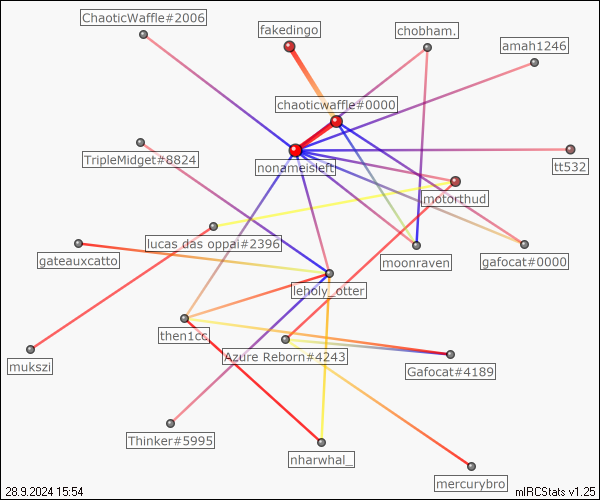 ChaoticWaffle#2006
fakedingo
chobham.
amah1246
chaoticwaffle#0000
TripleMidget#8824
nonameisleft
tt532
motorthud
lucas das oppai#2396
gateauxcatto
moonraven
gafocat#0000
leholy_otter
then1cc
Azure Reborn#4243
mukszi
Gafocat#4189
Thinker#5995
nharwhal_
mercurybro
28.9.2024 15:54
mIRCStats v1.25